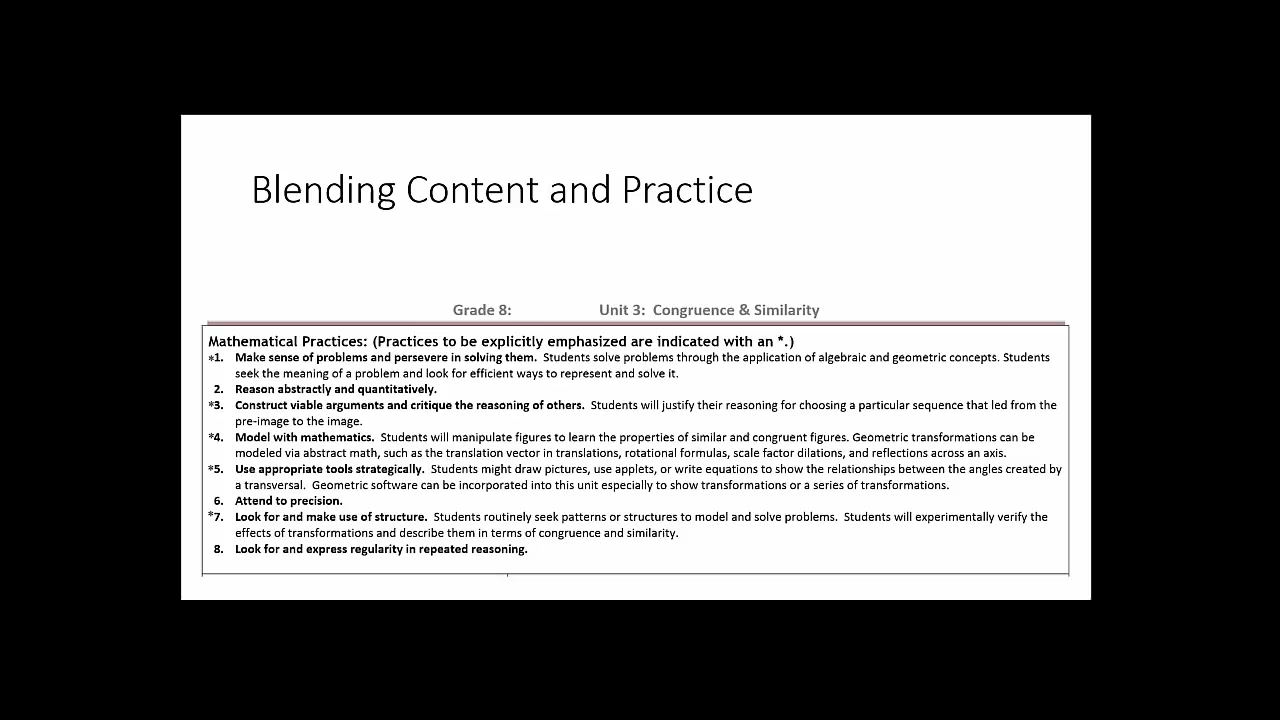 Blending Content and Practice
Grade 8: Unit 3: Congruence & Similarity
Mathematical Practices: (Practices to be explicitly emphasized are indicated with an *.)
*1. Make sense of problems and persevere in solving them. Students solve problems through the application of algebraic and geometric concepts. Students
seek the meaning of a problem and look for efficient ways to represent and solve it.
2. Reason abstractly and quantitatively.
*3. Construct viable arguments and critique the reasoning of others. Students will justify their reasoning for choosing a particular sequence that led from the
pre-image to the image.
*4. Model with mathematics. Students will manipulate figures to learn the properties of similar and congruent figures. Geometric transformations can be
modeled via abstract math, such as the translation vector in translations, rotational formulas, scale factor dilations, and reflections across an axis.
*5. Use appropriate tools strategically. Students might draw pictures, use applets, or write equations to show the relationships between the angles created by
a transversal. Geometric software can be incorporated into this unit especially to show transformations or a series of transformations.
6. Attend to precision.
*7. Look for and make use of structure. Students routinely seek patterns or structures to model and solve problems. Students will experimentally verify the
effects of transformations and describe them in terms of congruence and similarity.
8. Look for and express regularity in repeated reasoning.